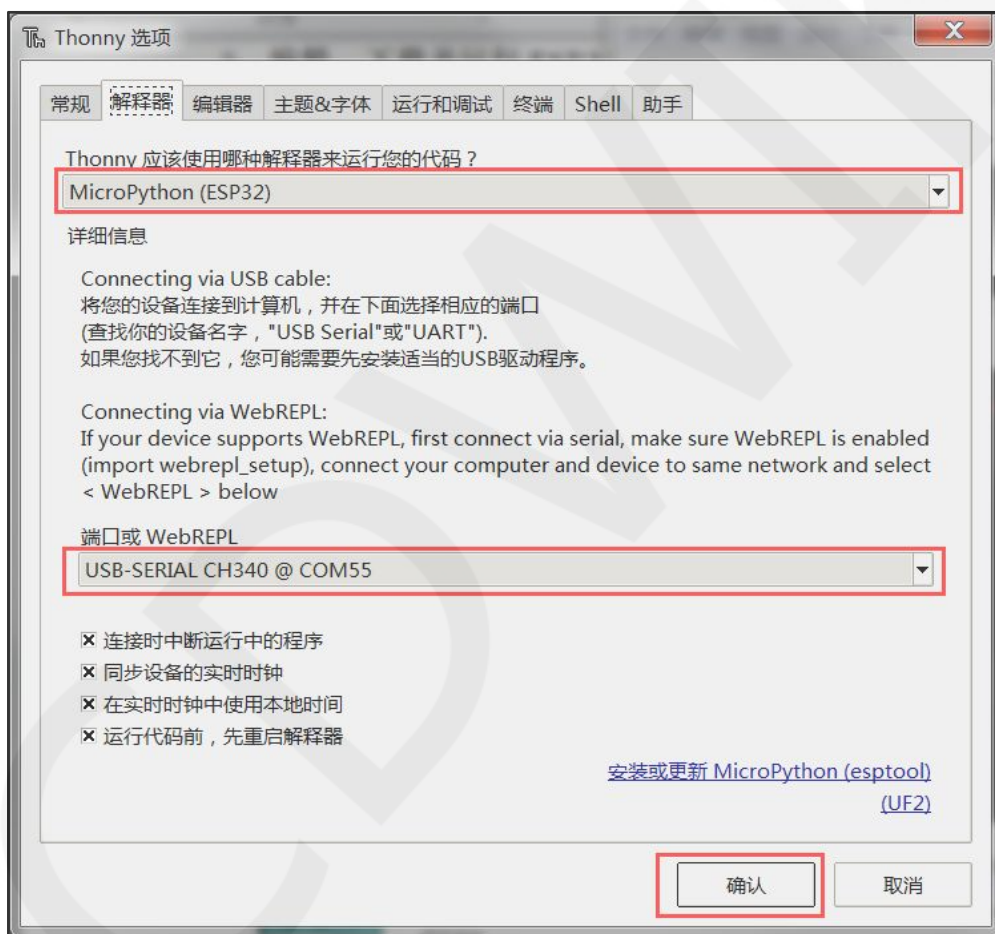 Thonny 选项
常规 解释器 编辑器 主题&字体 运行和调试 终端 Shell 助手
Thonny 应该使用哪种解释器来运行您的代码？
MicroPython (ESP32)
详细信息
Connecting via USB cable:
将您的设备连接到计算机，并在下面选择相应的端口
(查找你的设备名字，"USB Serial"或"UART").
如果您找不到它，您可能需要先安装适当的USB驱动程序。
Connecting via WebREPL:
If your device supports WebREPL, first connect via serial, make sure WebREPL is enabled
(import webrepl_setup), connect your computer and device to same network and select
< WebREPL > below
端口或 WebREPL
USB-SERIAL CH340 @ COM55
连接时中断运行中的程序
同步设备的实时时钟
在实时时钟中使用本地时间
运行代码前，先重启解释器
安装或更新 MicroPython (esptool)
(UF2)
确认 取消